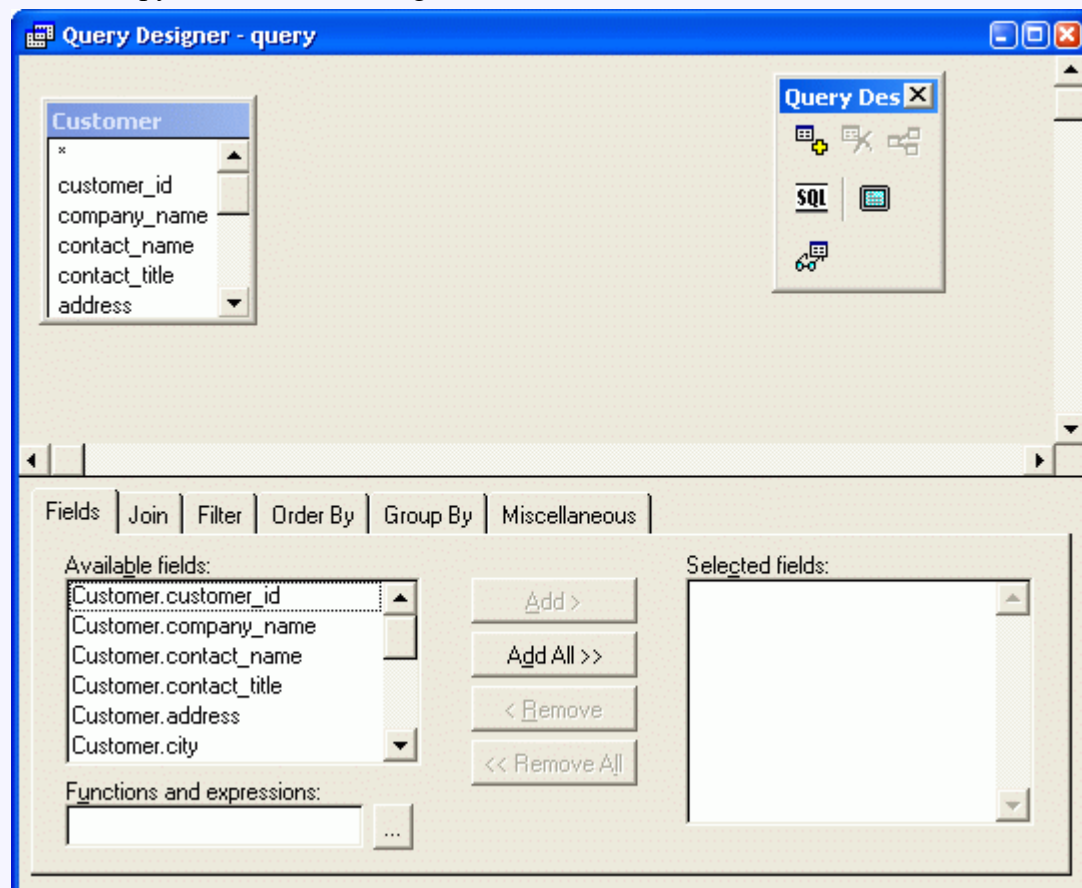 Query Designer - query
Customer
*
customer_id
company_name
contact_name
contact_title
address
Query Des
SQL
Fields
Join
Filter
Order By
Group By
Miscellaneous
Available fields:
Customer.customer_id
Customer.company_name
Customer.contact_name
Customer.contact_title
Customer.address
Customer.city
Functions and expressions:
...
Add >
Add All >>
< Remove
<< Remove All
Selected fields: